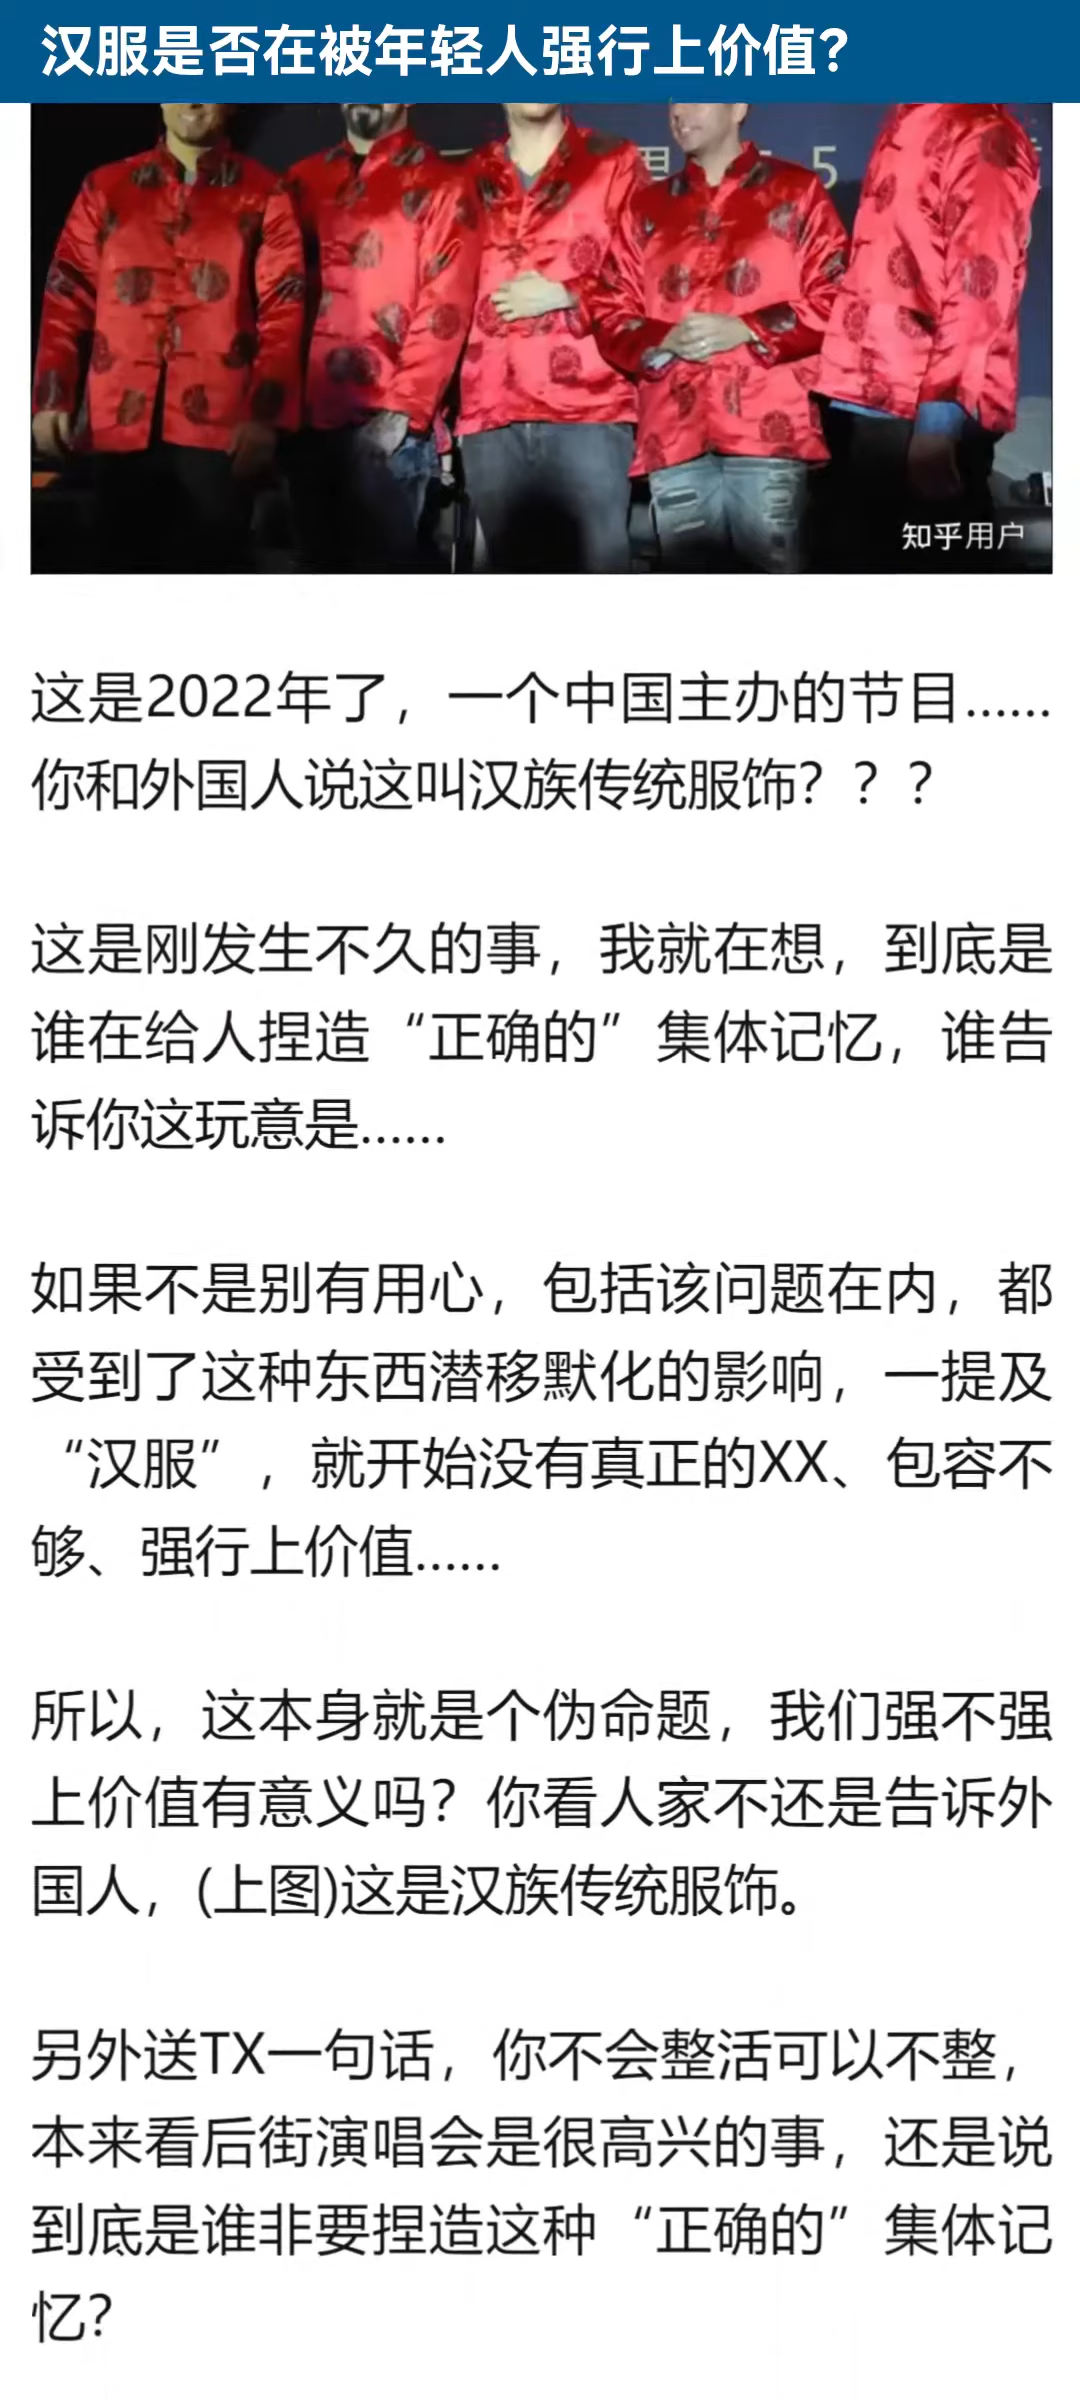 汉服是否在被年轻人强行上价值？
5
知乎用户
这是2022年了，一个中国主办的节目……
你和外国人说这叫汉族传统服饰？？？
这是刚发生不久的事，我就在想，到底是
谁在给人捏造“正确的”集体记忆，谁告
诉你这玩意是……
如果不是别有用心，包括该问题在内，都
受到了这种东西潜移默化的影响，一提及
“汉服”，就开始没有真正的XX、包容不
够、强行上价值……
所以，这本身就是个伪命题，我们强不强
上价值有意义吗？你看人家不还是告诉外
国人，(上图)这是汉族传统服饰。
另外送TX一句话，你不会整活可以不整，
本来看后街演唱会是很高兴的事，还是说
到底是谁非要捏造这种“正确的”集体记
忆？